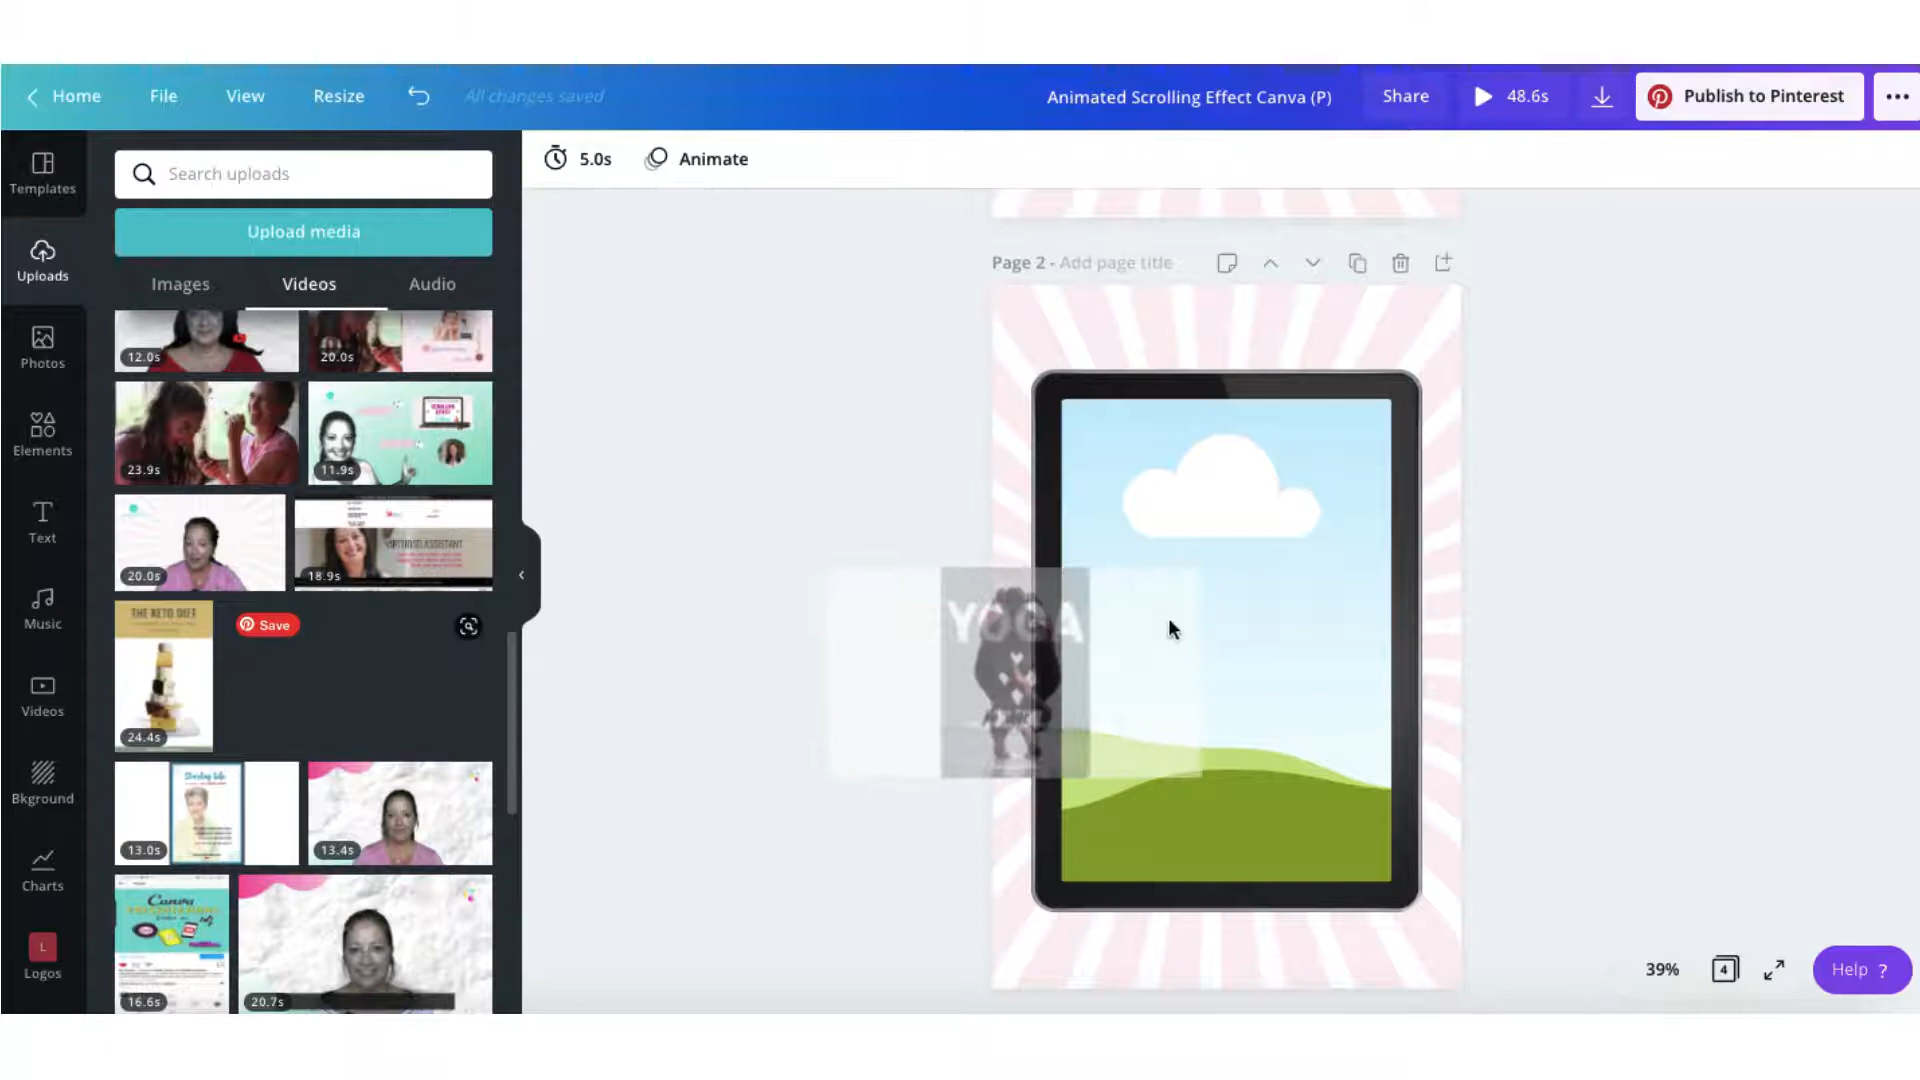 Home File View Resize All changes saved Animated Scrolling Effect Canva (P) Share 48.6s Publish to Pinterest
Templates
Uploads
Photos
Elements
Text
Music
Videos
Bkground
Charts
L
Logos
Search uploads
Upload media
Images Videos Audio
12.0s 20.0s
23.9s 11.9s
VIRTUOSO ASSISTANT
20.0s 18.9s
THE KETO DIET
Save
24.4s
13.0s 13.4s
Canva
16.6s 20.7s
5.0s Animate
Page 2 - Add page title
YOGA
39% 4 Help ?